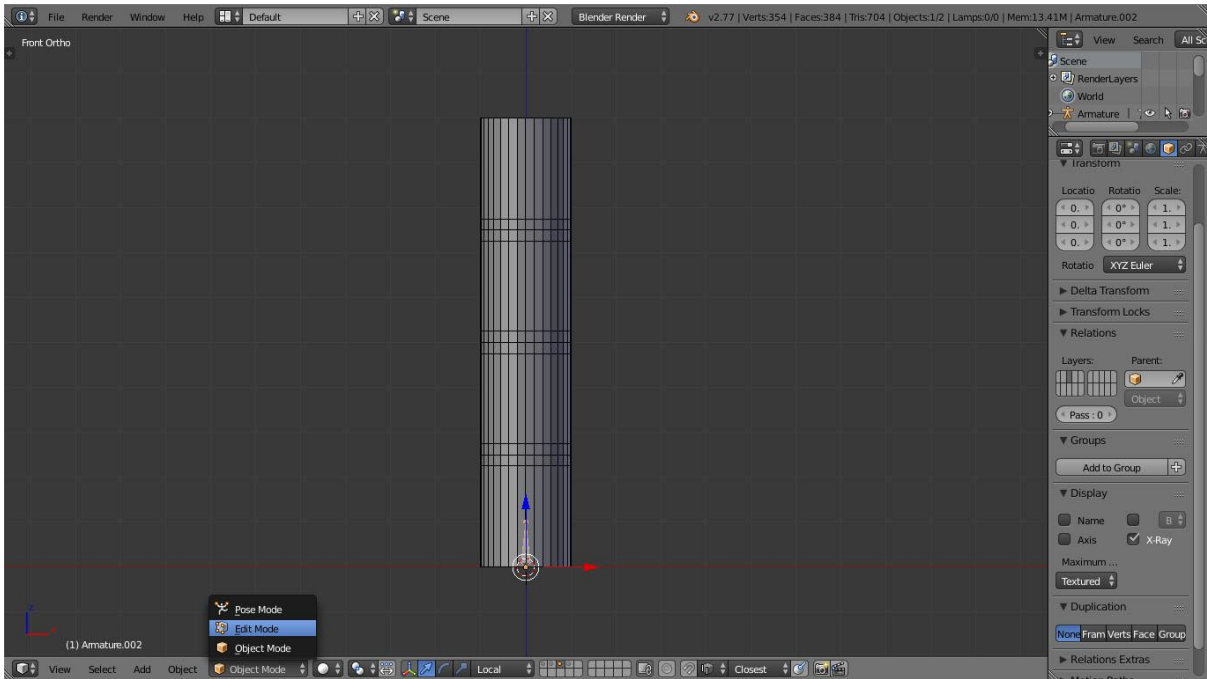 File Render Window Help Default Scene Blender Render v2.77 | Verts:354 | Faces:384 | Tris:704 | Objects:1/2 | Lamps:0/0 | Mem:13.41M | Armature.002
Front Ortho
View Search All Sc
Scene
RenderLayers
World
Armature
Transform
Locatio Rotatio Scale:
0. 0° 1.
0. 0° 1.
0. 0° 1.
Rotatio XYZ Euler
Delta Transform
Transform Locks
Relations
Layers: Parent:
Object
Pass : 0
Groups
Add to Group
Display
Name B
Axis X-Ray
Maximum ...
Textured
Duplication
None Fram Verts Face Group
Relations Extras
Pose Mode
Edit Mode
Object Mode
z
(1) Armature.002
View Select Add Object Object Mode Local Closest